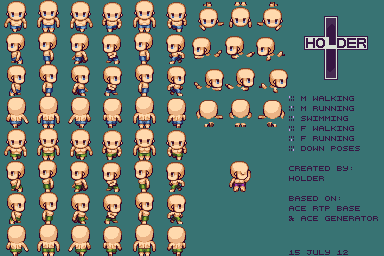 HOLDER
M WALKING
M RUNNING
SWIMMING
F WALKING
F RUNNING
DOWN POSES
CREATED BY:
HOLDER
BASED ON:
ACE RTP BASE
& ACE GENERATOR
15 JULY 12